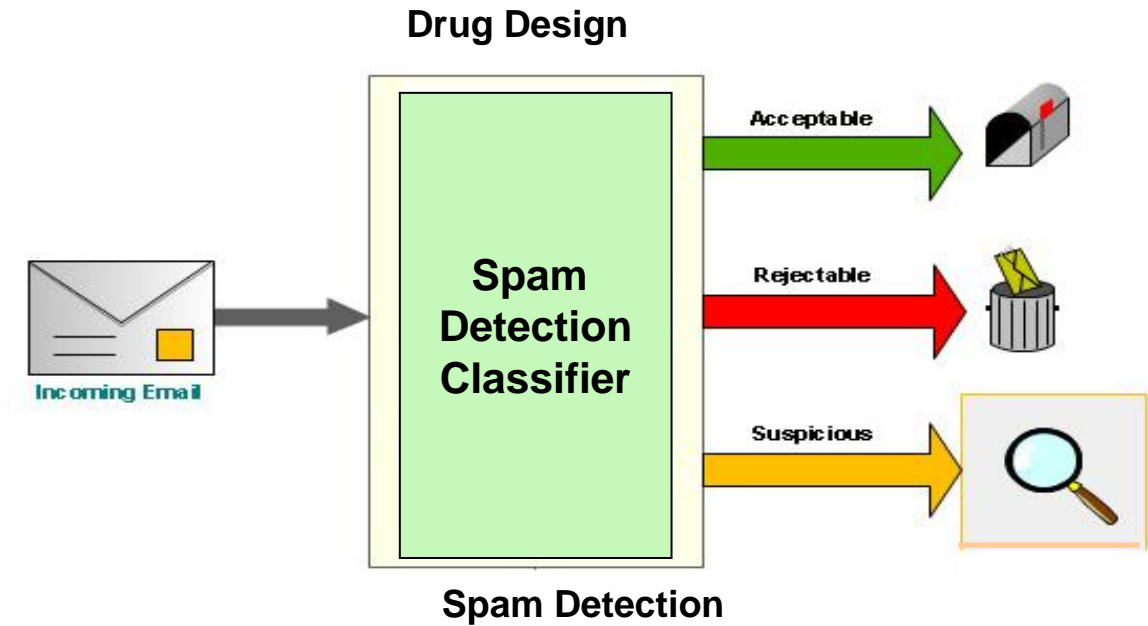 Drug Design
Acceptable
Spam
Detection
Classifier
Rejectable
Incoming Email
Suspicious
Spam Detection